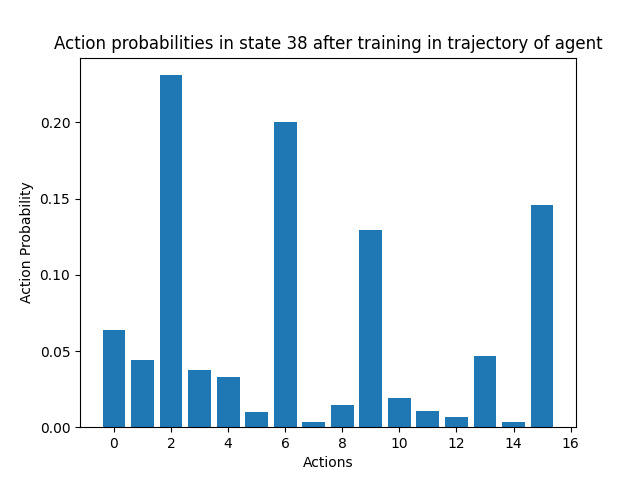 Action probabilities in state 38 after training in trajectory of agent
Action Probability
0.20
0.15
0.10
0.05
0.00
0 2 4 6 8 10 12 14 16
Actions